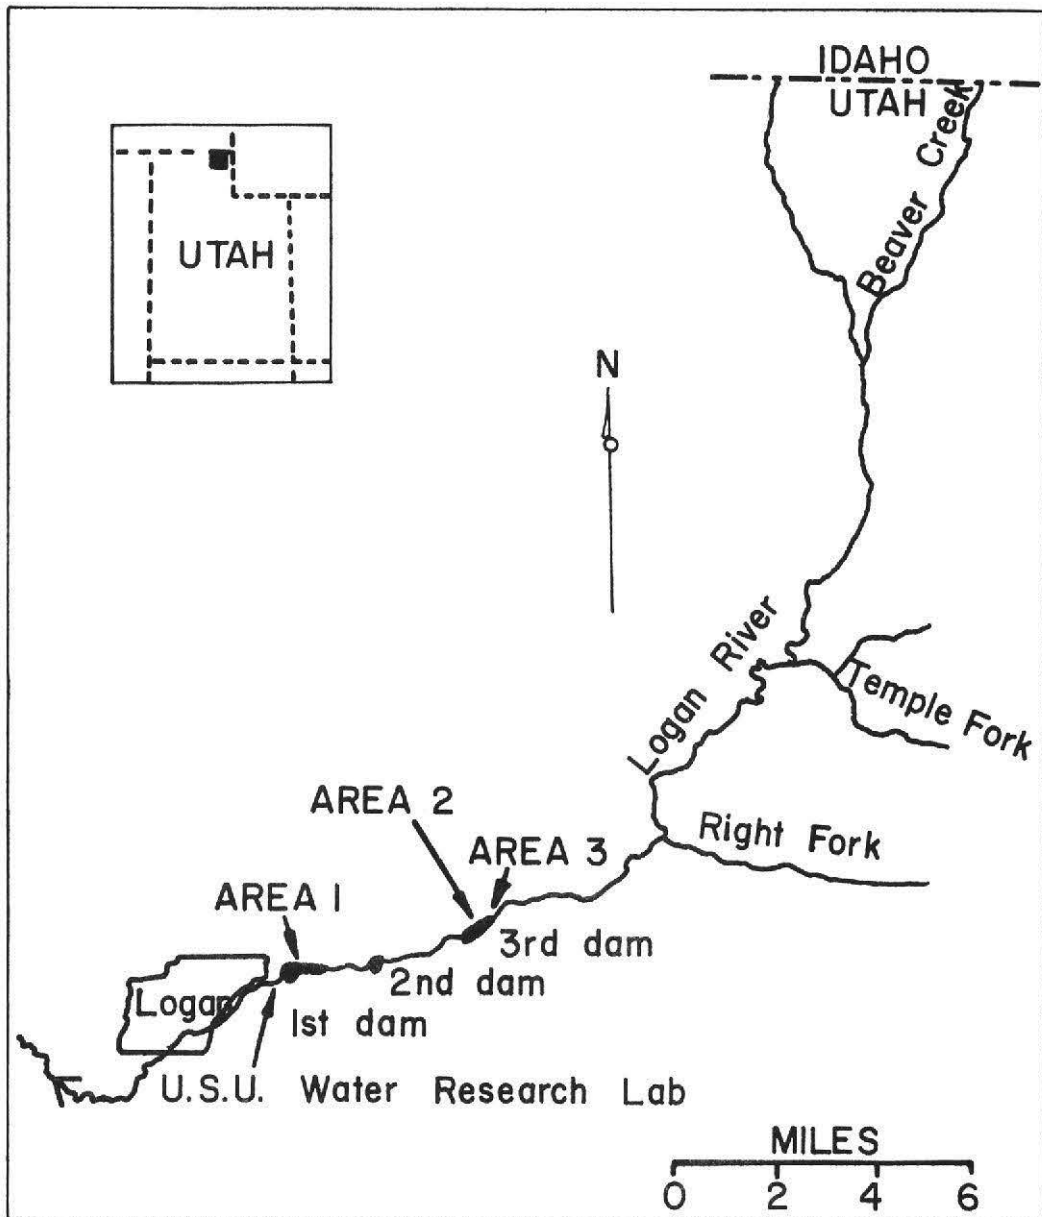 IDAHO
UTAH
Beaver Creek
UTAH
N
Logan River
Temple Fork
AREA 2
AREA 3
Right Fork
AREA 1
3rd dam
2nd dam
Logan
1st dam
U.S.U. Water Research Lab
MILES
0 2 4 6